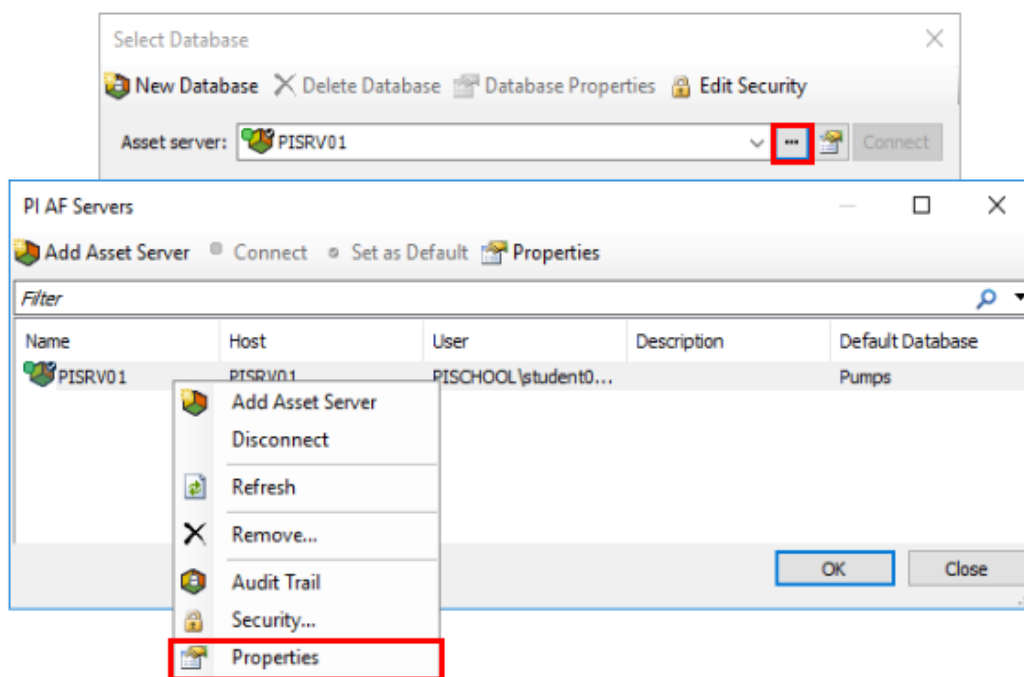 Select Database
New Database Delete Database Database Properties Edit Security
Asset server: PISRV01 ... Connect
PI AF Servers
Add Asset Server Connect Set as Default Properties
Filter
Name Host User Description Default Database
PISRV01 PISRV01 PISCHOOL\student0... Pumps
Add Asset Server
Disconnect
Refresh
Remove...
Audit Trail
Security...
Properties
OK Close